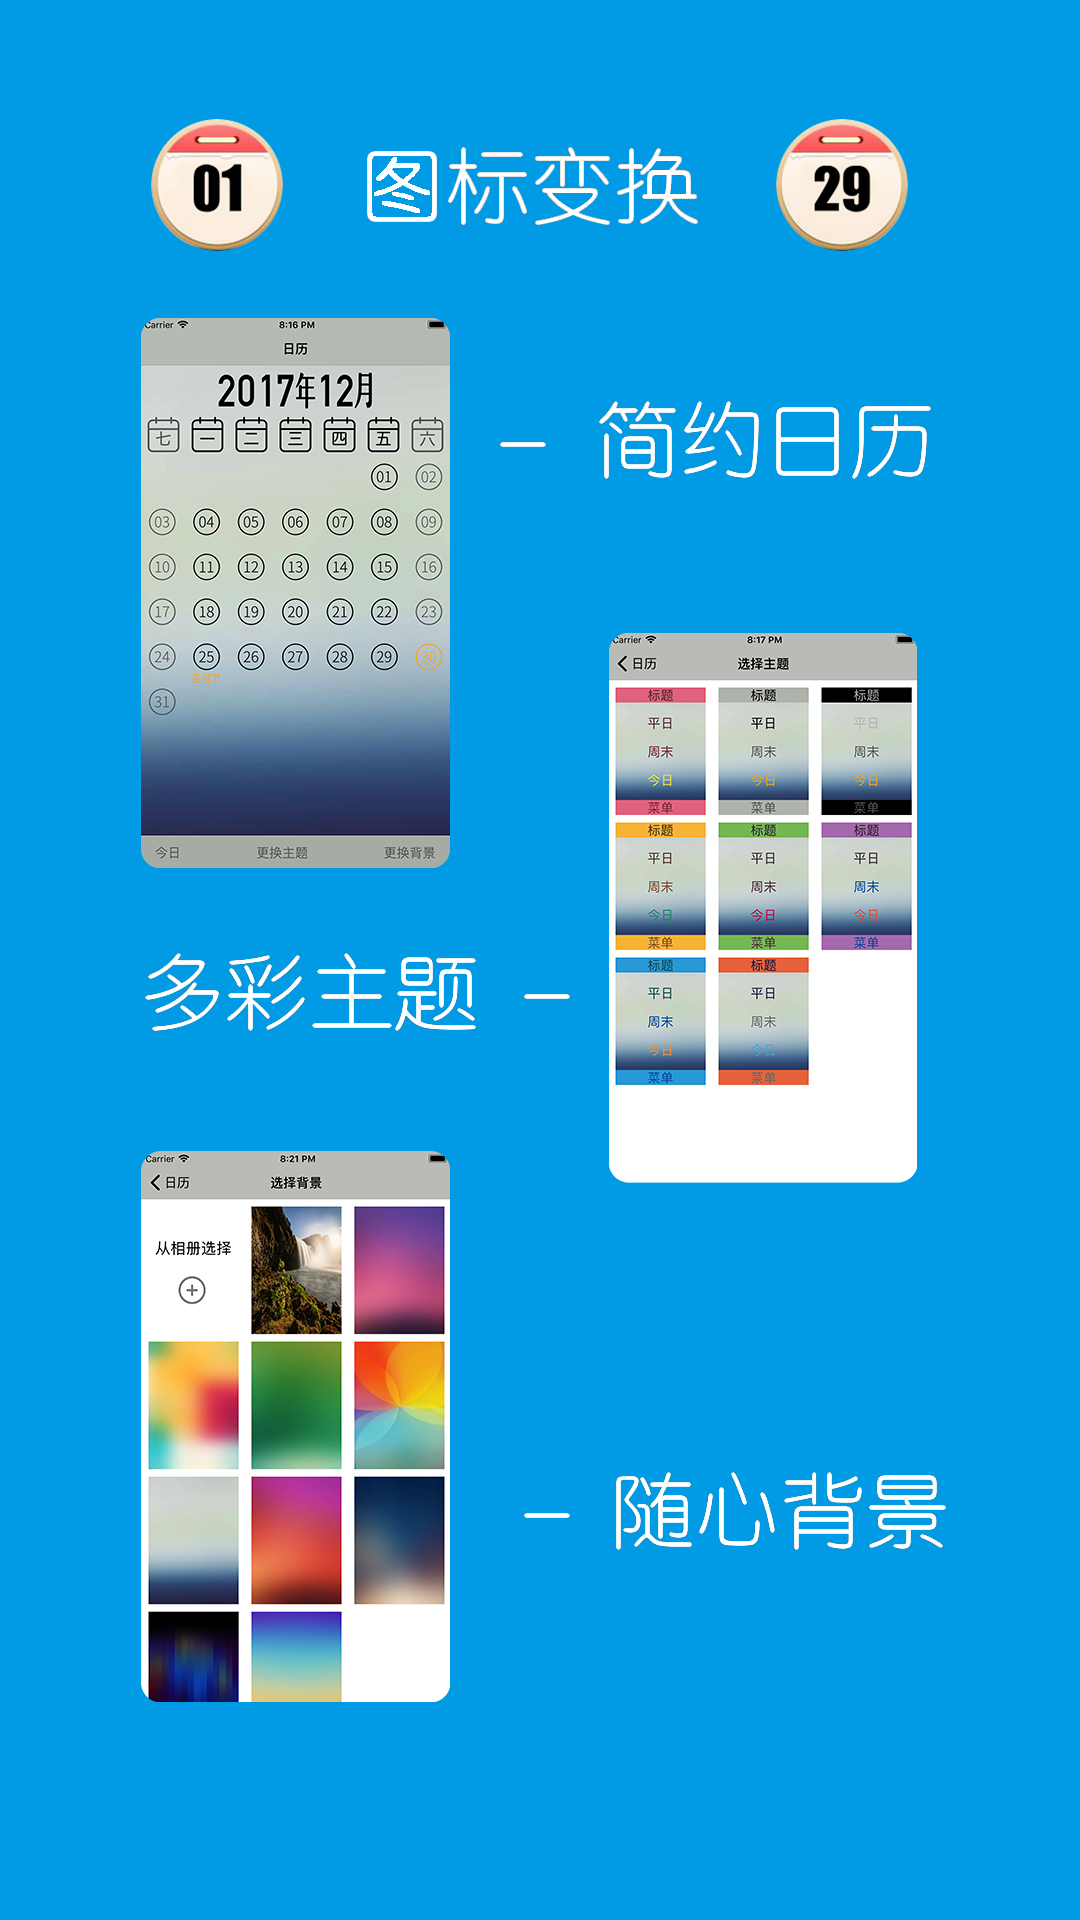 01 图标变换 29
Carrier 8:16 PM
日历
2017年12月
七 一 二 三 四 五 六
01 02
03 04 05 06 07 08 09
10 11 12 13 14 15 16
17 18 19 20 21 22 23
24 25 26 27 28 29 30
圣诞节
31
今日 更换主题 更换背景
- 简约日历
Carrier 8:17 PM
日历 选择主题
标题 标题 标题
平日 平日 平日
周末 周末 周末
今日 今日 今日
菜单 菜单 菜单
标题 标题 标题
平日 平日 平日
周末 周末 周末
今日 今日 今日
菜单 菜单 菜单
标题 标题
平日 平日
周末 周末
今日 今日
菜单 菜单
多彩主题 -
Carrier 8:21 PM
日历 选择背景
从相册选择
- 随心背景